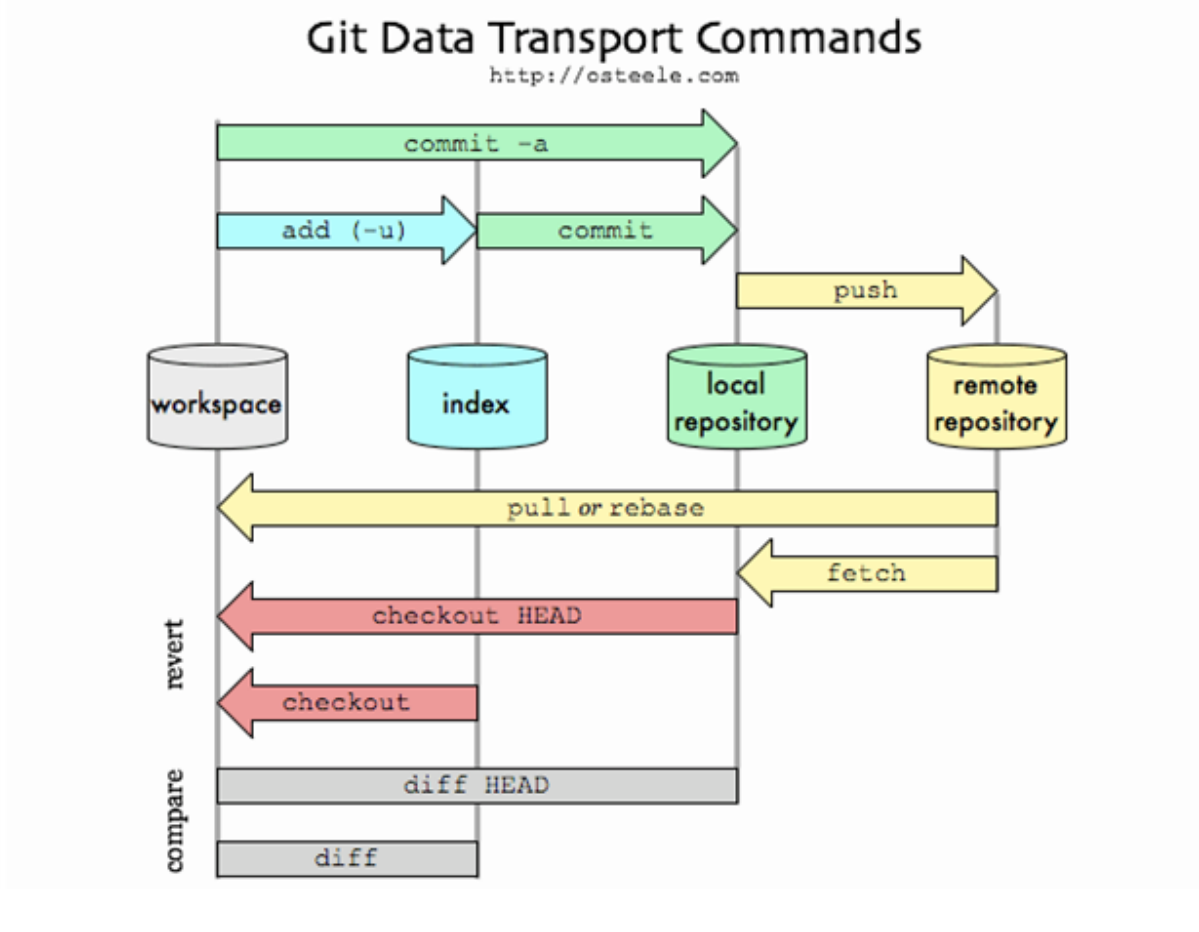 Git Data Transport Commands
http://osteele.com
commit -a
add (-u)
commit
push
workspace
index
local
repository
remote
repository
pull or rebase
fetch
revert
checkout HEAD
checkout
compare
diff HEAD
diff